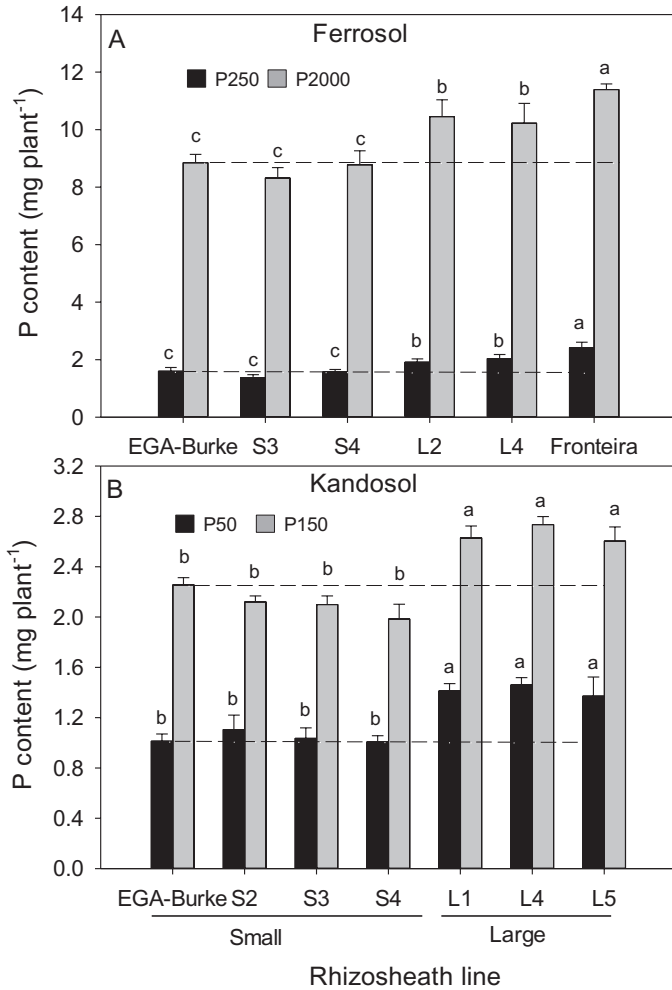 A
Ferrosol
P250 P2000
14
12
10
8
6
4
2
0
P content (mg plant⁻¹)
c c c b b a
c c c b b a
EGA-Burke S3 S4 L2 L4 Fronteira
B
Kandosol
P50 P150
3.2
2.8
2.4
2.0
1.6
1.2
0.8
0.4
0.0
P content (mg plant⁻¹)
b b b b a a a
b b b b a a a
EGA-Burke S2 S3 S4 L1 L4 L5
Small Large
Rhizosheath line